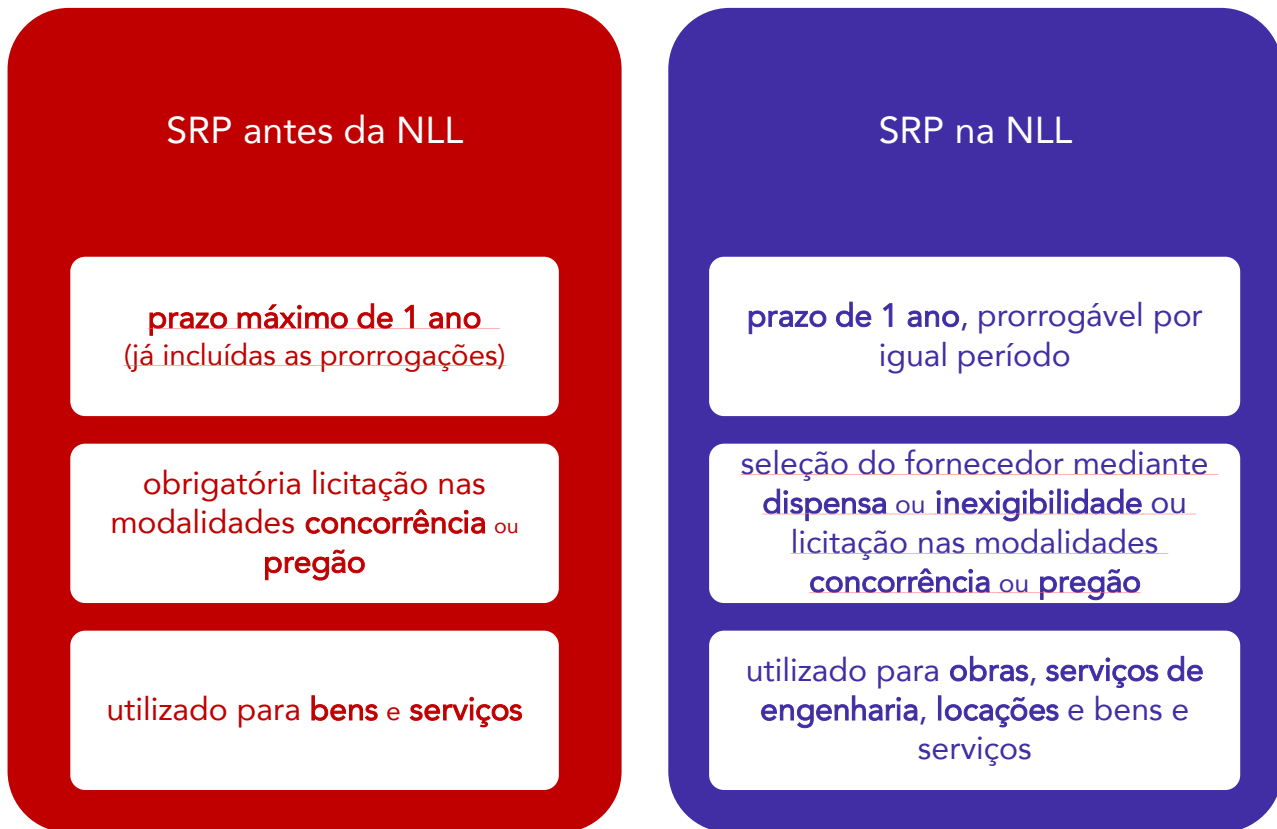 SRP antes da NLL
prazo máximo de 1 ano
(já incluídas as prorrogações)
obrigatória licitação nas
modalidades concorrência ou
pregão
utilizado para bens e serviços
SRP na NLL
prazo de 1 ano, prorrogável por
igual período
seleção do fornecedor mediante
dispensa ou inexigibilidade ou
licitação nas modalidades
concorrência ou pregão
utilizado para obras, serviços de
engenharia, locações e bens e
serviços